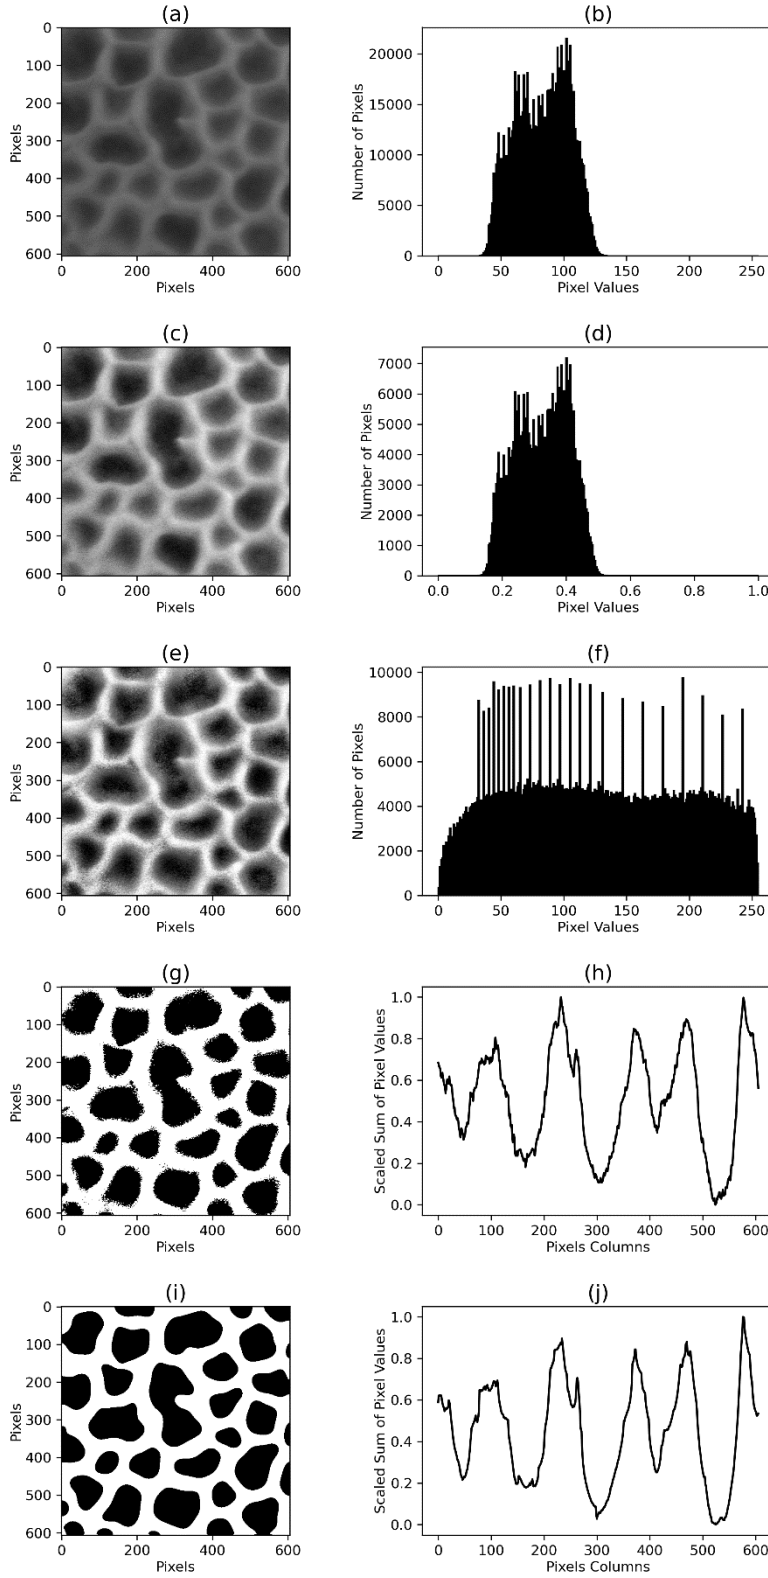 (a)
0
100
200
300
400
500
600
Pixels
0 200 400 600
Pixels
(b)
20000
15000
10000
5000
0
Number of Pixels
0 50 100 150 200 250
Pixel Values
(c)
0
100
200
300
400
500
600
Pixels
0 200 400 600
Pixels
(d)
7000
6000
5000
4000
3000
2000
1000
0
Number of Pixels
0.0 0.2 0.4 0.6 0.8 1.0
Pixel Values
(e)
0
100
200
300
400
500
600
Pixels
0 200 400 600
Pixels
(f)
10000
8000
6000
4000
2000
0
Number of Pixels
0 50 100 150 200 250
Pixel Values
(g)
0
100
200
300
400
500
600
Pixels
0 200 400 600
Pixels
(h)
1.0
0.8
0.6
0.4
0.2
0.0
Scaled Sum of Pixel Values
0 100 200 300 400 500 600
Pixels Columns
(i)
0
100
200
300
400
500
600
Pixels
0 200 400 600
Pixels
(j)
1.0
0.8
0.6
0.4
0.2
0.0
Scaled Sum of Pixel Values
0 100 200 300 400 500 600
Pixels Columns